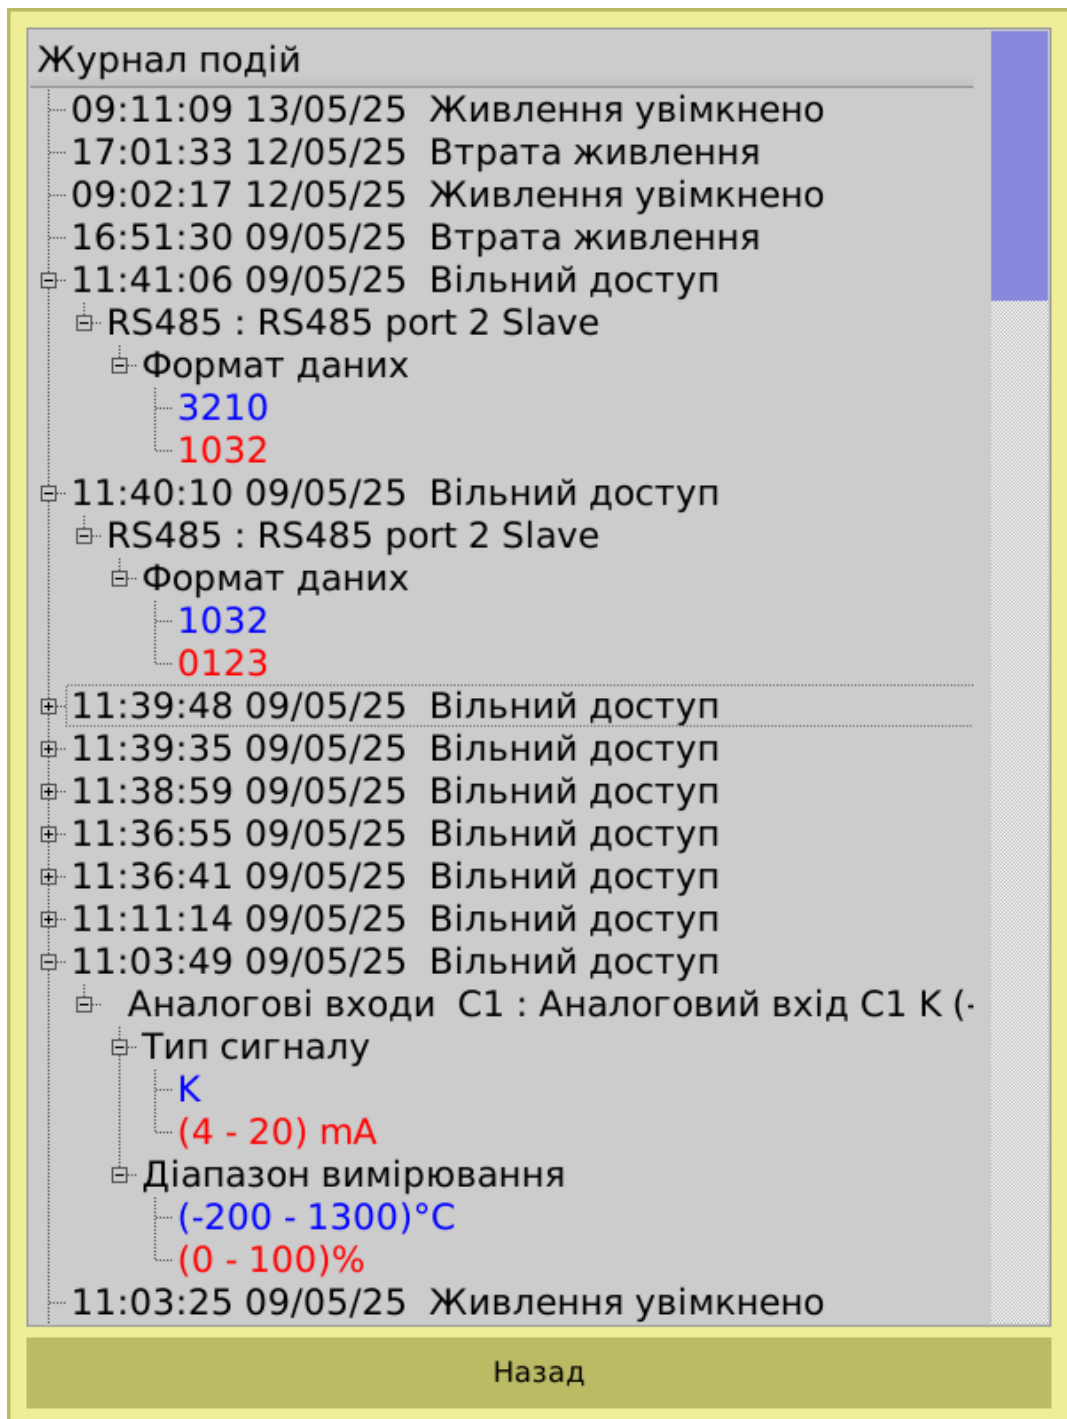 Журнал подій
09:11:09 13/05/25 Живлення увімкнено
17:01:33 12/05/25 Втрата живлення
09:02:17 12/05/25 Живлення увімкнено
16:51:30 09/05/25 Втрата живлення
11:41:06 09/05/25 Вільний доступ
RS485 : RS485 port 2 Slave
Формат даних
3210
1032
11:40:10 09/05/25 Вільний доступ
RS485 : RS485 port 2 Slave
Формат даних
1032
0123
11:39:48 09/05/25 Вільний доступ
11:39:35 09/05/25 Вільний доступ
11:38:59 09/05/25 Вільний доступ
11:36:55 09/05/25 Вільний доступ
11:36:41 09/05/25 Вільний доступ
11:11:14 09/05/25 Вільний доступ
11:03:49 09/05/25 Вільний доступ
Аналогові входи C1 : Аналоговий вхід C1 K (-
Тип сигналу
K
(4 - 20) mA
Діапазон вимірювання
(-200 - 1300)°C
(0 - 100)%
11:03:25 09/05/25 Живлення увімкнено
Назад